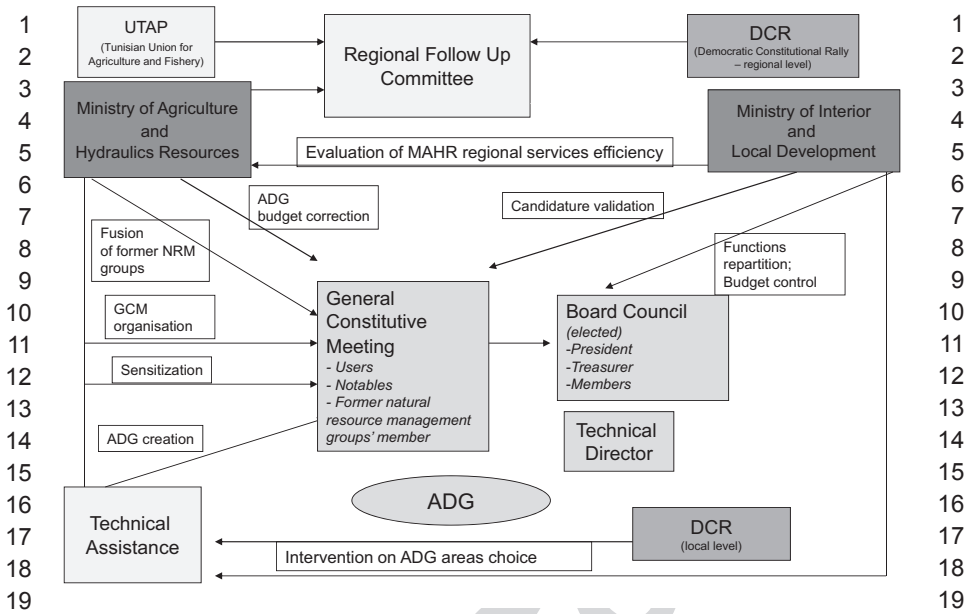 1
2
3
4
5
6
7
8
9
10
11
12
13
14
15
16
17
18
19
UTAP
(Tunisian Union for
Agriculture and Fishery)
Regional Follow Up
Committee
DCR
(Democratic Constitutional Rally
– regional level)
Ministry of Agriculture
and
Hydraulics Resources
Ministry of Interior
and
Local Development
Evaluation of MAHR regional services efficiency
ADG
budget correction
Candidature validation
Fusion
of former NRM
groups
Functions
repartition;
Budget control
GCM
organisation
General
Constitutive
Meeting
- Users
- Notables
- Former natural
resource management
groups' member
Board Council
(elected)
-President
-Treasurer
-Members
Sensitization
ADG creation
Technical
Director
ADG
Technical
Assistance
DCR
(local level)
Intervention on ADG areas choice
1
2
3
4
5
6
7
8
9
10
11
12
13
14
15
16
17
18
19